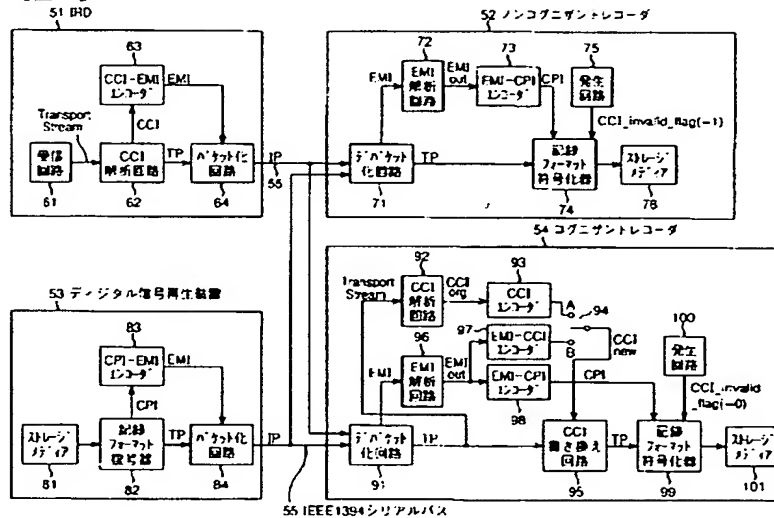 51 IRD
63
CCI-EMI
エンコーダ
EMI
Transport
Stream
CCI
受信
回路
61
CCI
解析回路
62
TP
パケット化
回路
64
IP
55
52 ノンコグニザントレコーダ
72
EMI
EMI
解析
回路
EMI
out
73
EMI-CPI
エンコーダ
CPI
75
発生
回路
CCI_invalid_flag(=1)
デパケット
化回路
71
TP
記録
フォーマット
符号化器
74
ストレージ
メディア
78
53 ディジタル信号再生装置
83
CPI-EMI
エンコーダ
EMI
CPI
ストレージ
メディア
81
記録
フォーマット
復号器
82
TP
パケット化
回路
84
IP
54 コグニザントレコーダ
Transport
Stream
92
CCI
解析
回路
CCI
org
93
CCI
エンコーダ
A
94
96
EMI
EMI
解析
回路
EMI
out
97
EMI-CCI
エンコーダ
B
CCI
new
EMI-CPI
エンコーダ
98
CPI
100
発生
回路
CCI_invalid
_flag(=0)
デパケット
化回路
91
TP
CCI
書き換え
回路
95
TP
記録
フォーマット
符号化器
99
ストレージ
メディア
101
55 IEEE1394シリアルバス